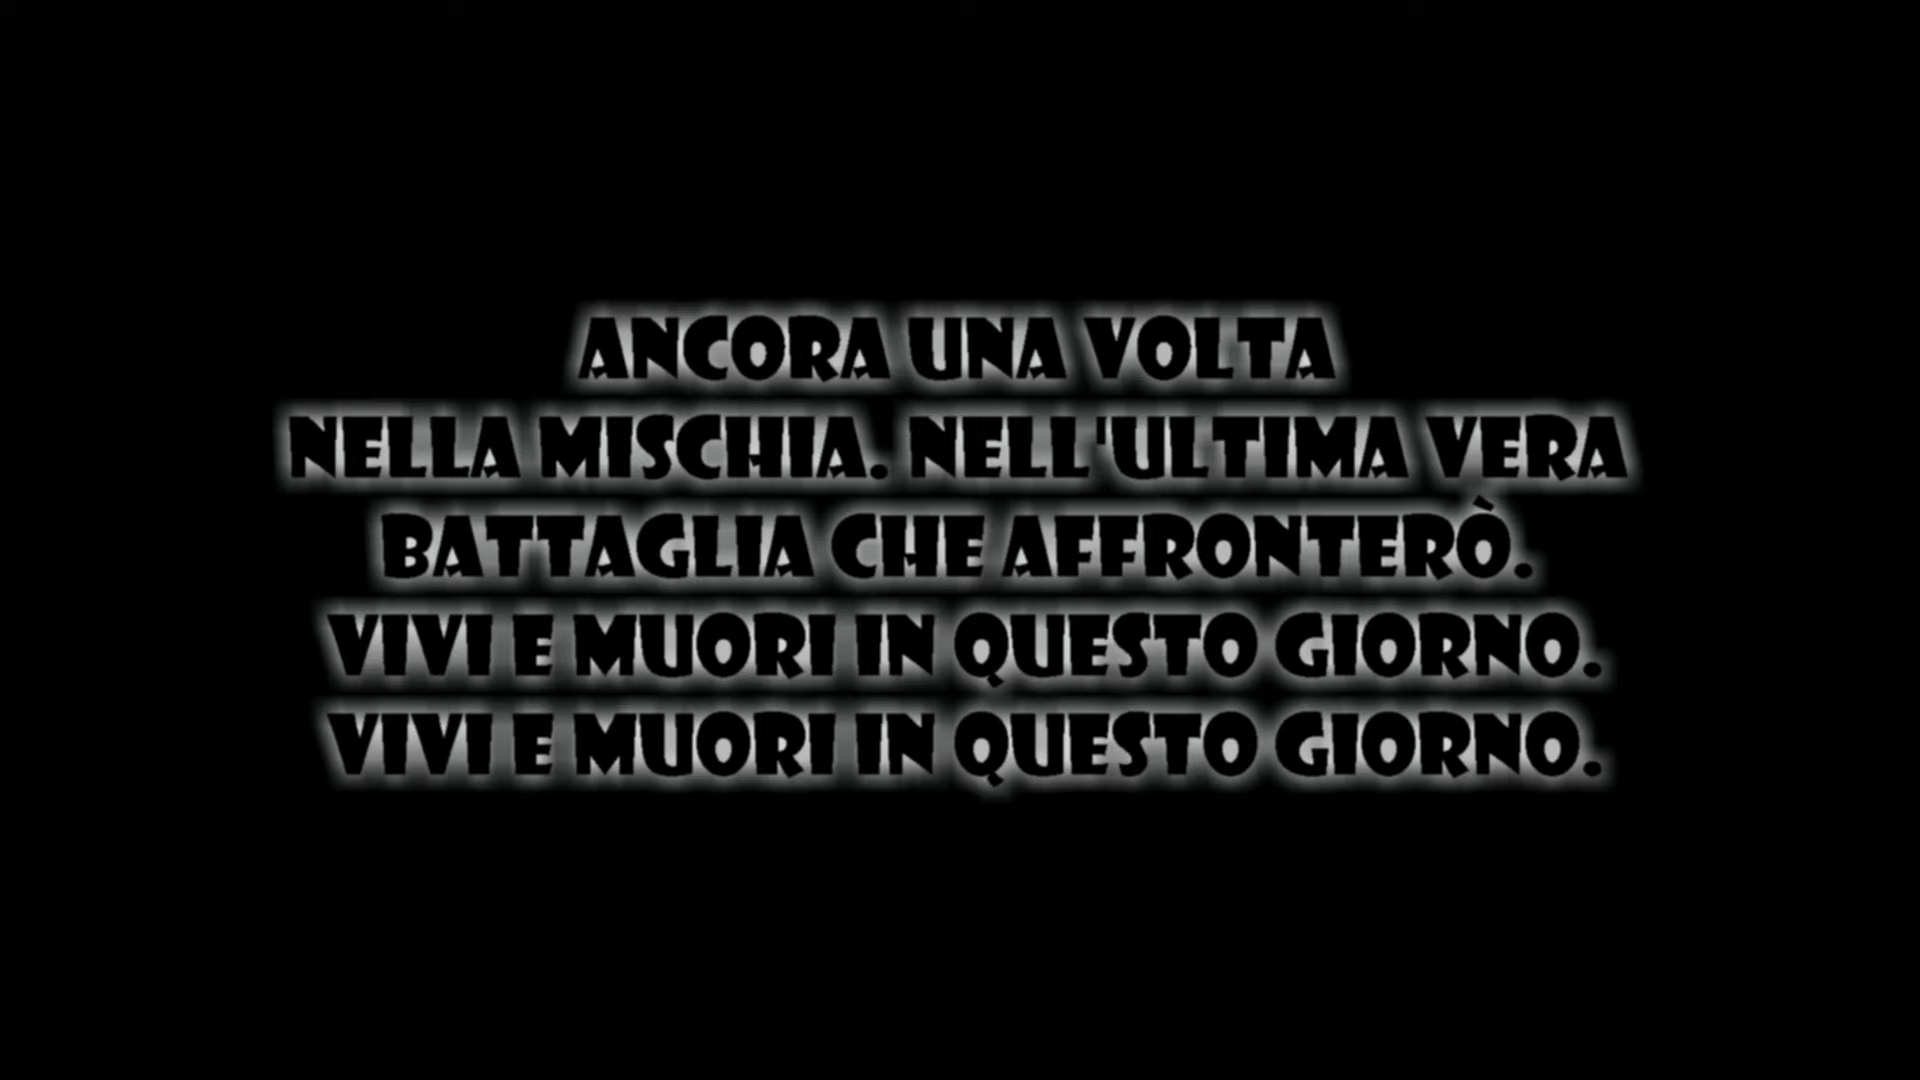 ANCORA UNA VOLTA
NELLA MISCHIA. NELL'ULTIMA VERA
BATTAGLIA CHE AFFRONTERÒ.
VIVI E MUORI IN QUESTO GIORNO.
VIVI E MUORI IN QUESTO GIORNO.